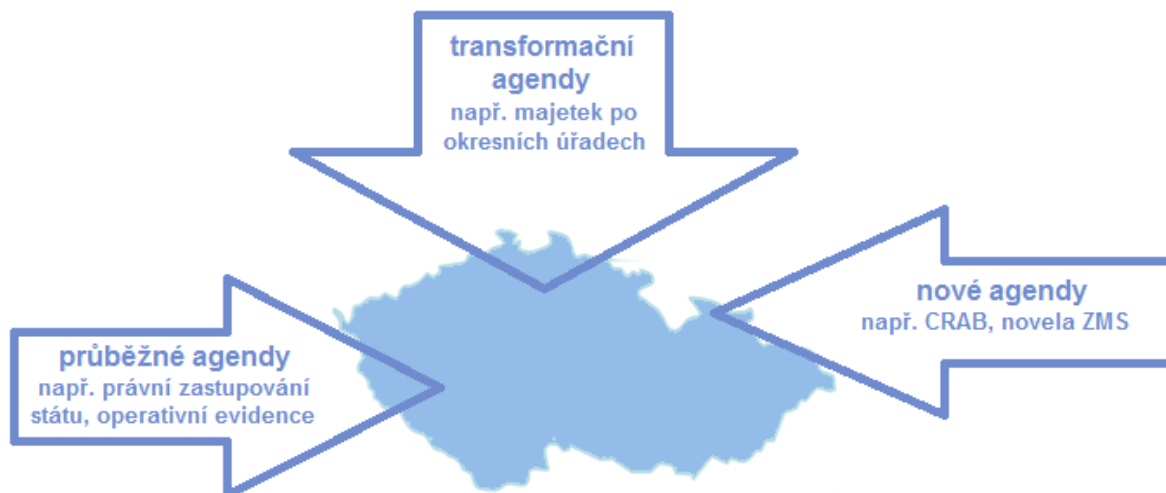 transformační
agendy
např. majetek po
okresních úřadech
nové agendy
např. CRAB, novela ZMS
průběžné agendy
např. právní zastupování
státu, operativní evidence